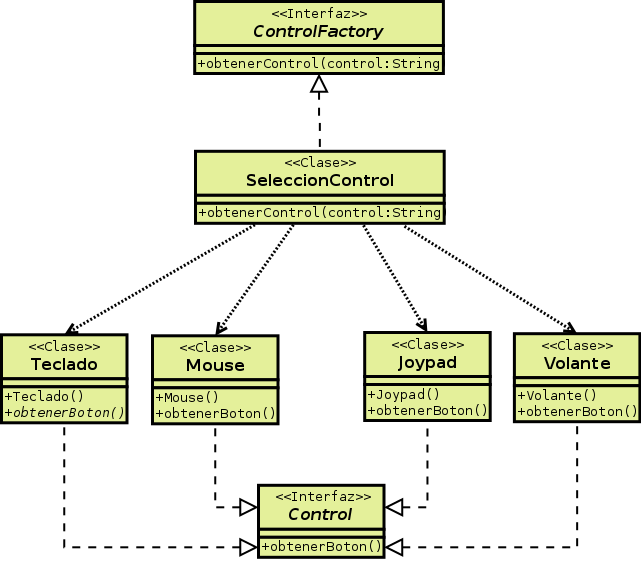 <<Interfaz>>
ControlFactory
+obtenerControl(control:String
<<Clase>>
SeleccionControl
+obtenerControl(control:String
<<Clase>>
Teclado
+Teclado()
+obtenerBoton()
<<Clase>>
Mouse
+Mouse()
+obtenerBoton()
<<Clase>>
Joypad
+Joypad()
+obtenerBoton()
<<Clase>>
Volante
+Volante()
+obtenerBoton()
<<Interfaz>>
Control
+obtenerBoton()